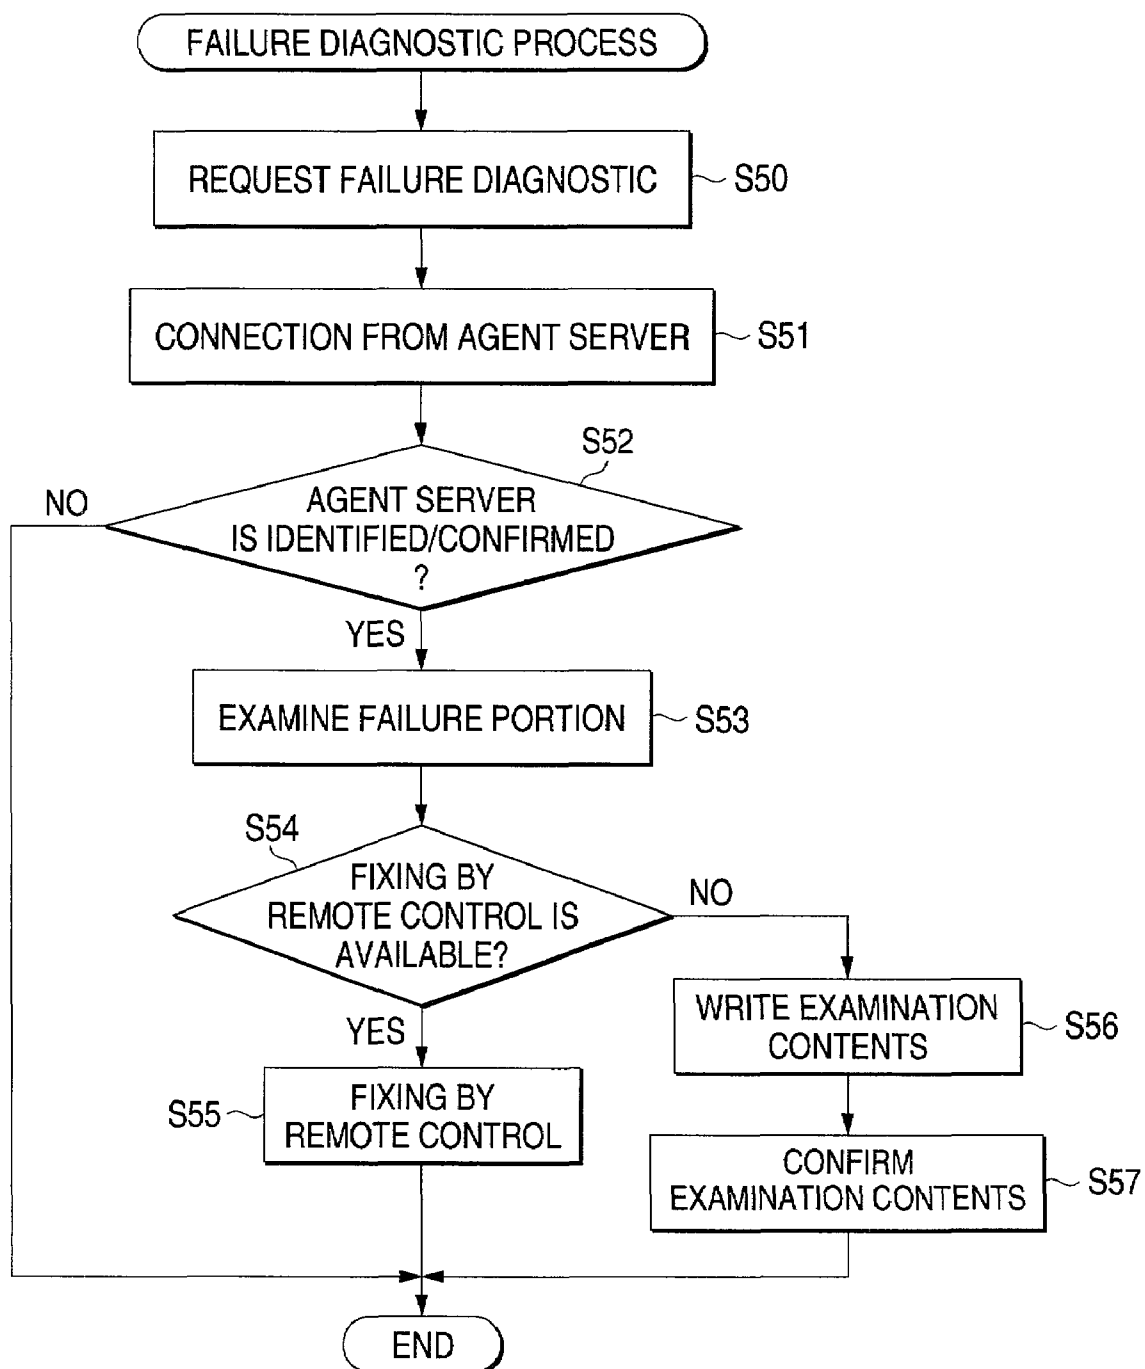 FAILURE DIAGNOSTIC PROCESS
REQUEST FAILURE DIAGNOSTIC
S50
CONNECTION FROM AGENT SERVER
S51
S52
NO
AGENT SERVER
IS IDENTIFIED/CONFIRMED
?
YES
EXAMINE FAILURE PORTION
S53
S54
FIXING BY
REMOTE CONTROL IS
AVAILABLE?
NO
YES
WRITE EXAMINATION
CONTENTS
S56
S55
FIXING BY
REMOTE CONTROL
CONFIRM
EXAMINATION CONTENTS
S57
END